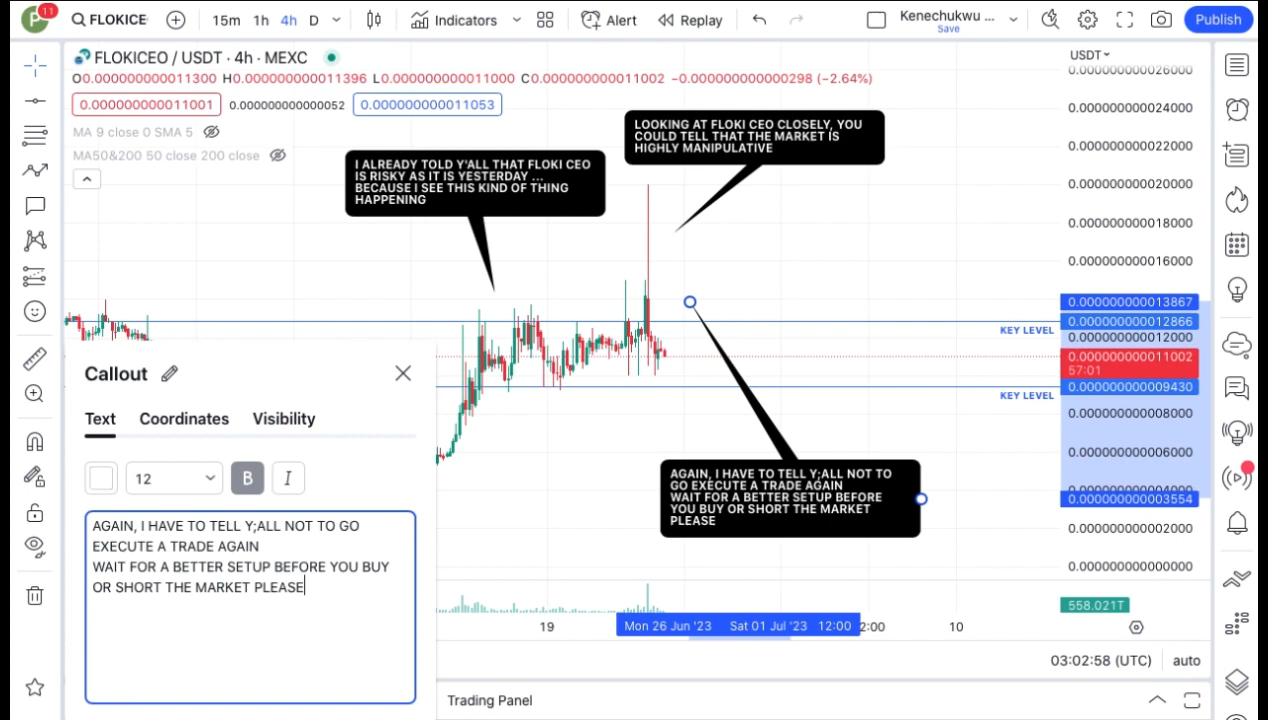 11
FLOKICE
15m 1h 4h D
Indicators
Alert
Replay
Kenechukwu ...
Save
Publish
FLOKICEO / USDT · 4h · MEXC
O0.000000000011300 H0.000000000011396 L0.000000000011000 C0.000000000011002 −0.000000000000298 (−2.64%)
0.000000000011001
0.000000000000052
0.000000000011053
MA 9 close 0 SMA 5
MA50&200 50 close 200 close
I ALREADY TOLD Y'ALL THAT FLOKI CEO
IS RISKY AS IT IS YESTERDAY ...
BECAUSE I SEE THIS KIND OF THING
HAPPENING
LOOKING AT FLOKI CEO CLOSELY, YOU
COULD TELL THAT THE MARKET IS
HIGHLY MANIPULATIVE
USDT
0.000000000026000
0.000000000024000
0.000000000022000
0.000000000020000
0.000000000018000
0.000000000016000
0.000000000013867
0.000000000012866
KEY LEVEL
0.000000000012000
0.000000000011002
57:01
0.000000000009430
KEY LEVEL
0.000000000008000
0.000000000006000
0.000000000004000
0.000000000003554
0.000000000002000
0.000000000000000
558.021T
Callout
Text
Coordinates
Visibility
12
B
I
AGAIN, I HAVE TO TELL Y;ALL NOT TO GO
EXECUTE A TRADE AGAIN
WAIT FOR A BETTER SETUP BEFORE YOU BUY
OR SHORT THE MARKET PLEASE
AGAIN, I HAVE TO TELL Y;ALL NOT TO
GO EXECUTE A TRADE AGAIN
WAIT FOR A BETTER SETUP BEFORE
YOU BUY OR SHORT THE MARKET
PLEASE
19
Mon 26 Jun '23
Sat 01 Jul '23 12:00
2:00
10
03:02:58 (UTC)
auto
Trading Panel